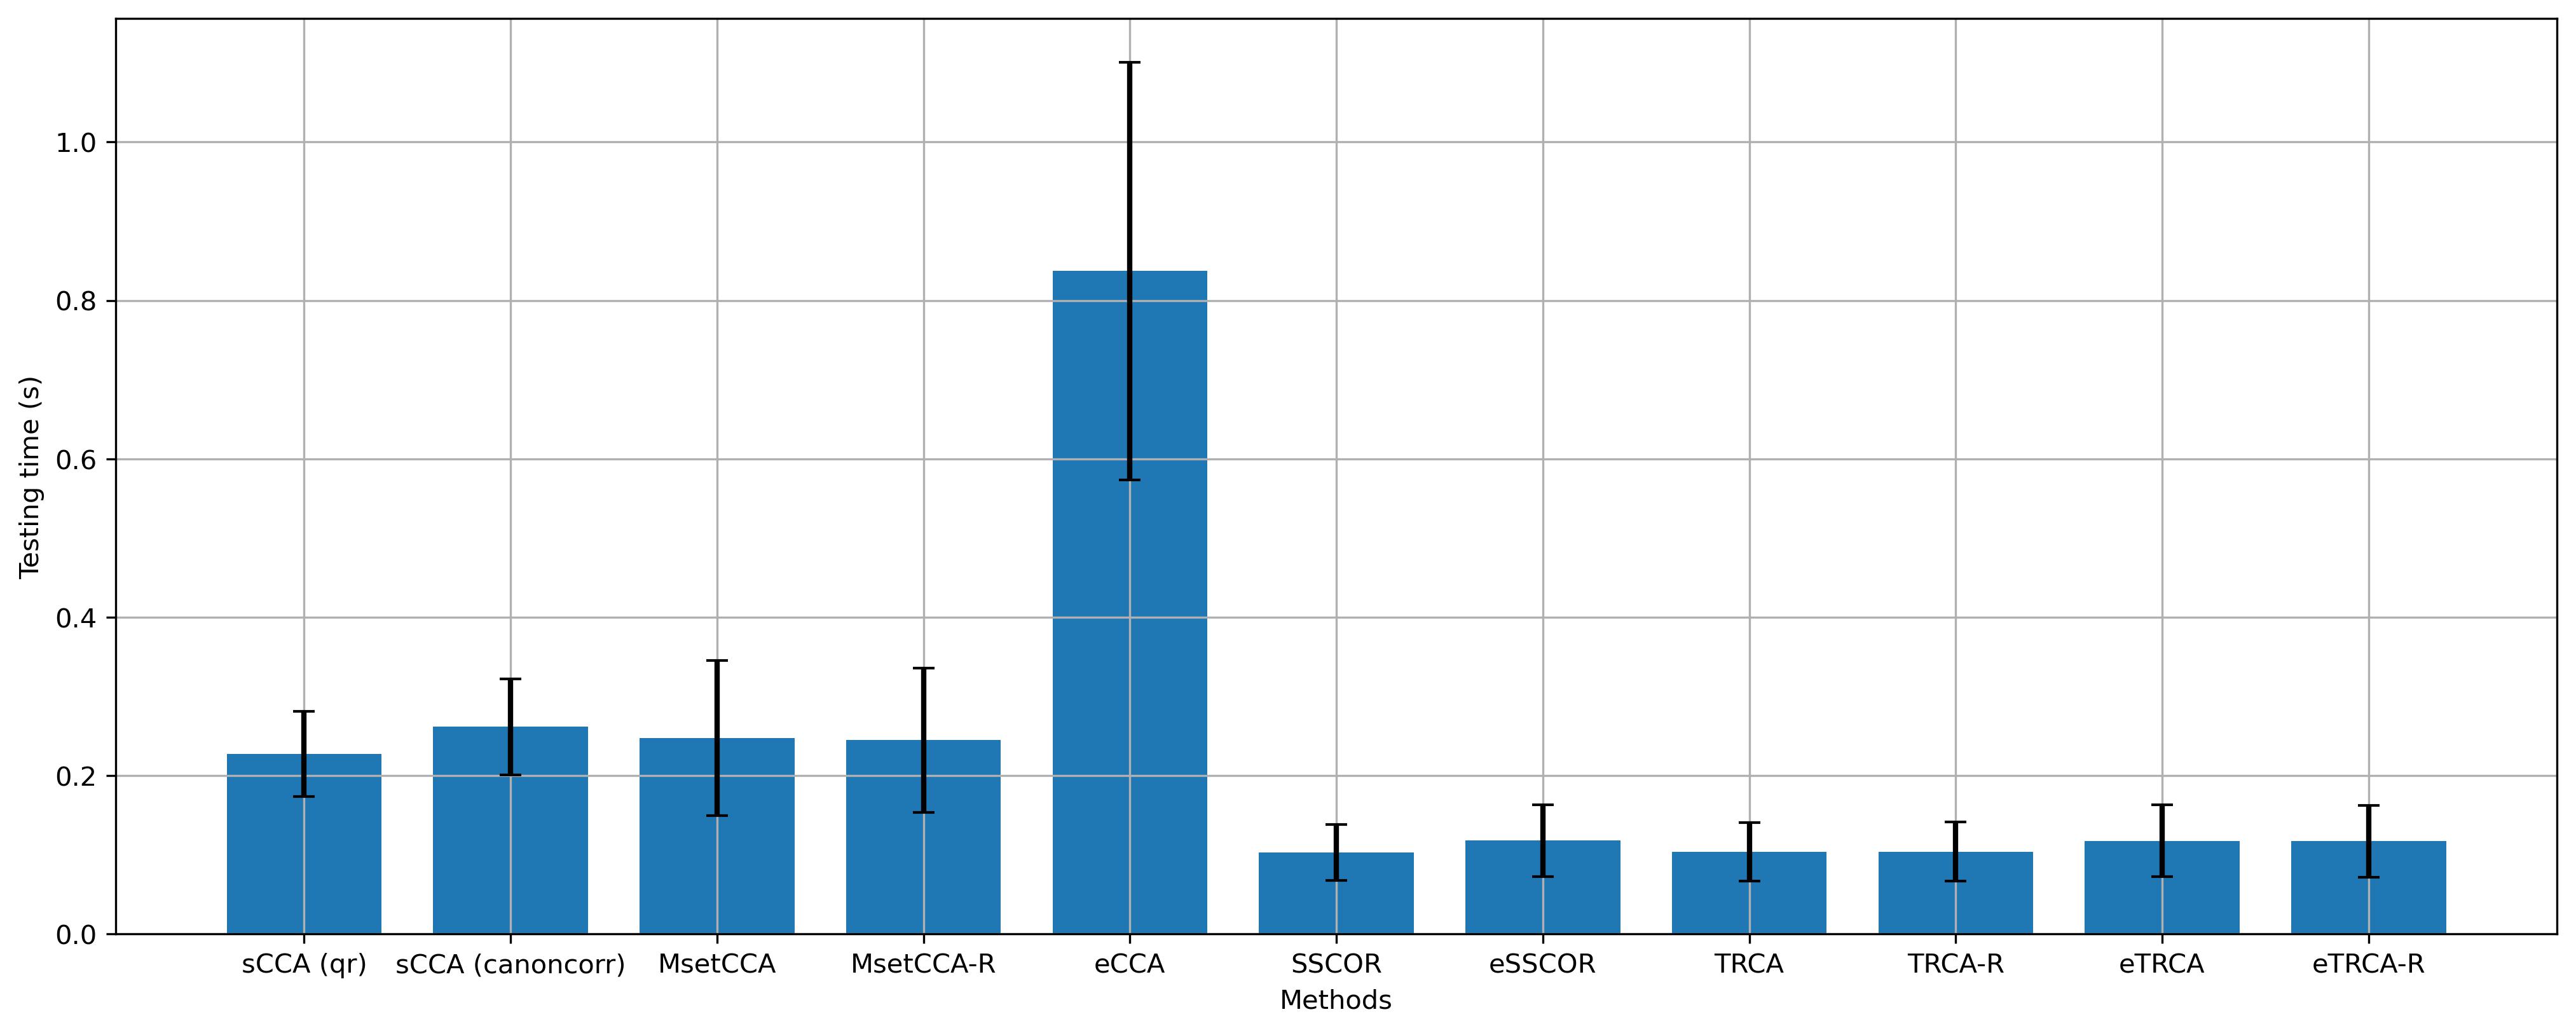 Testing time (s)
1.0
0.8
0.6
0.4
0.2
0.0
sCCA (qr) sCCA (canoncorr) MsetCCA MsetCCA-R eCCA SSCOR eSSCOR TRCA TRCA-R eTRCA eTRCA-R
Methods